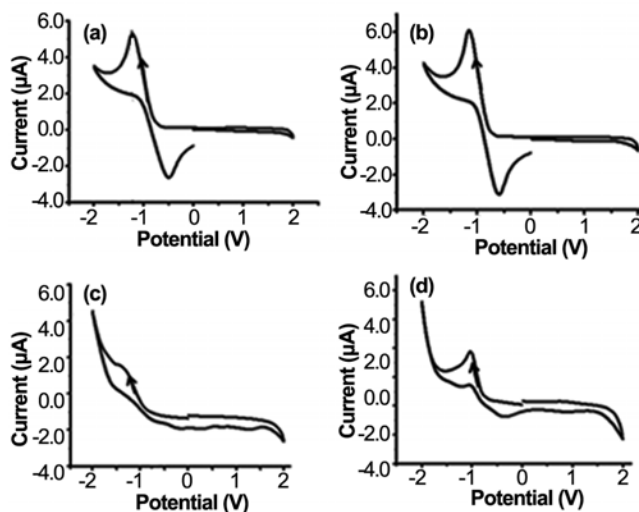 6.0 (a)
4.0
2.0
0.0
-2.0
-4.0
-2 -1 0 1 2
Potential (V)
Current (µA)
6.0 (b)
4.0
2.0
0.0
-2.0
-4.0
-2 -1 0 1 2
Potential (V)
Current (µA)
6.0 (c)
4.0
2.0
0.0
-2.0
-4.0
-2 -1 0 1 2
Potential (V)
Current (µA)
6.0 (d)
4.0
2.0
0.0
-2.0
-4.0
-2 -1 0 1 2
Potential (V)
Current (µA)